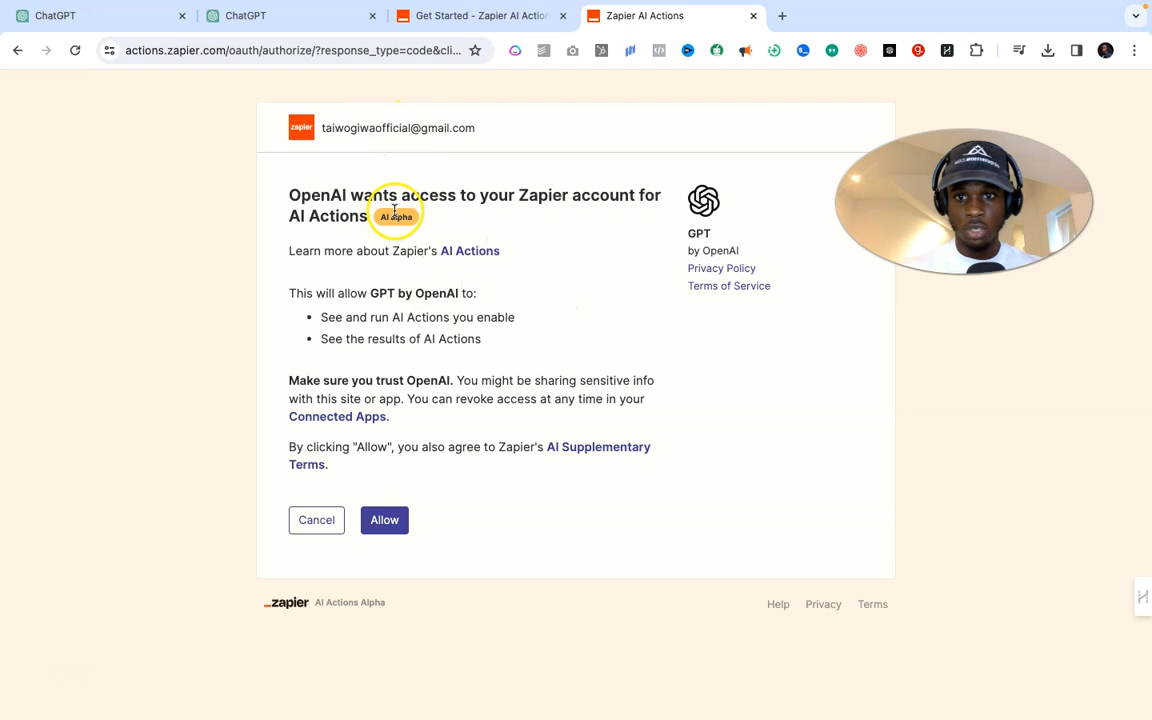 ChatGPT
ChatGPT
Get Started - Zapier AI Action
Zapier AI Actions
actions.zapier.com/oauth/authorize/?response_type=code&cli...
zapier
taiwogiwaofficial@gmail.com
OpenAI wants access to your Zapier account for
AI Actions AI alpha
Learn more about Zapier's AI Actions
GPT
by OpenAI
Privacy Policy
Terms of Service
This will allow GPT by OpenAI to:
• See and run AI Actions you enable
• See the results of AI Actions
Make sure you trust OpenAI. You might be sharing sensitive info
with this site or app. You can revoke access at any time in your
Connected Apps.
By clicking "Allow", you also agree to Zapier's AI Supplementary
Terms.
Cancel Allow
zapier AI Actions Alpha
Help Privacy Terms